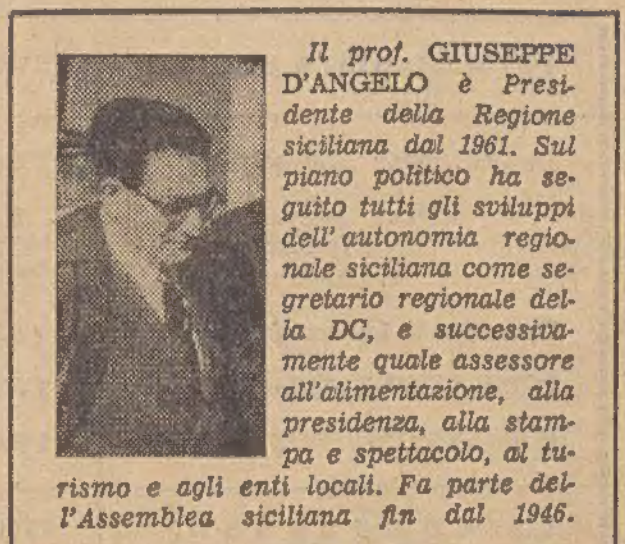 Il prof. GIUSEPPE
D'ANGELO è Presi-
dente della Regione
siciliana dal 1961. Sul
piano politico ha se-
guito tutti gli sviluppi
dell'autonomia regio-
nale siciliana come se-
gretario regionale del-
la DC, e successiva-
mente quale assessore
all'alimentazione, alla
presidenza, alla stam-
pa e spettacolo, al tu-
rismo e agli enti locali. Fa parte del-
l'Assemblea siciliana fin dal 1946.